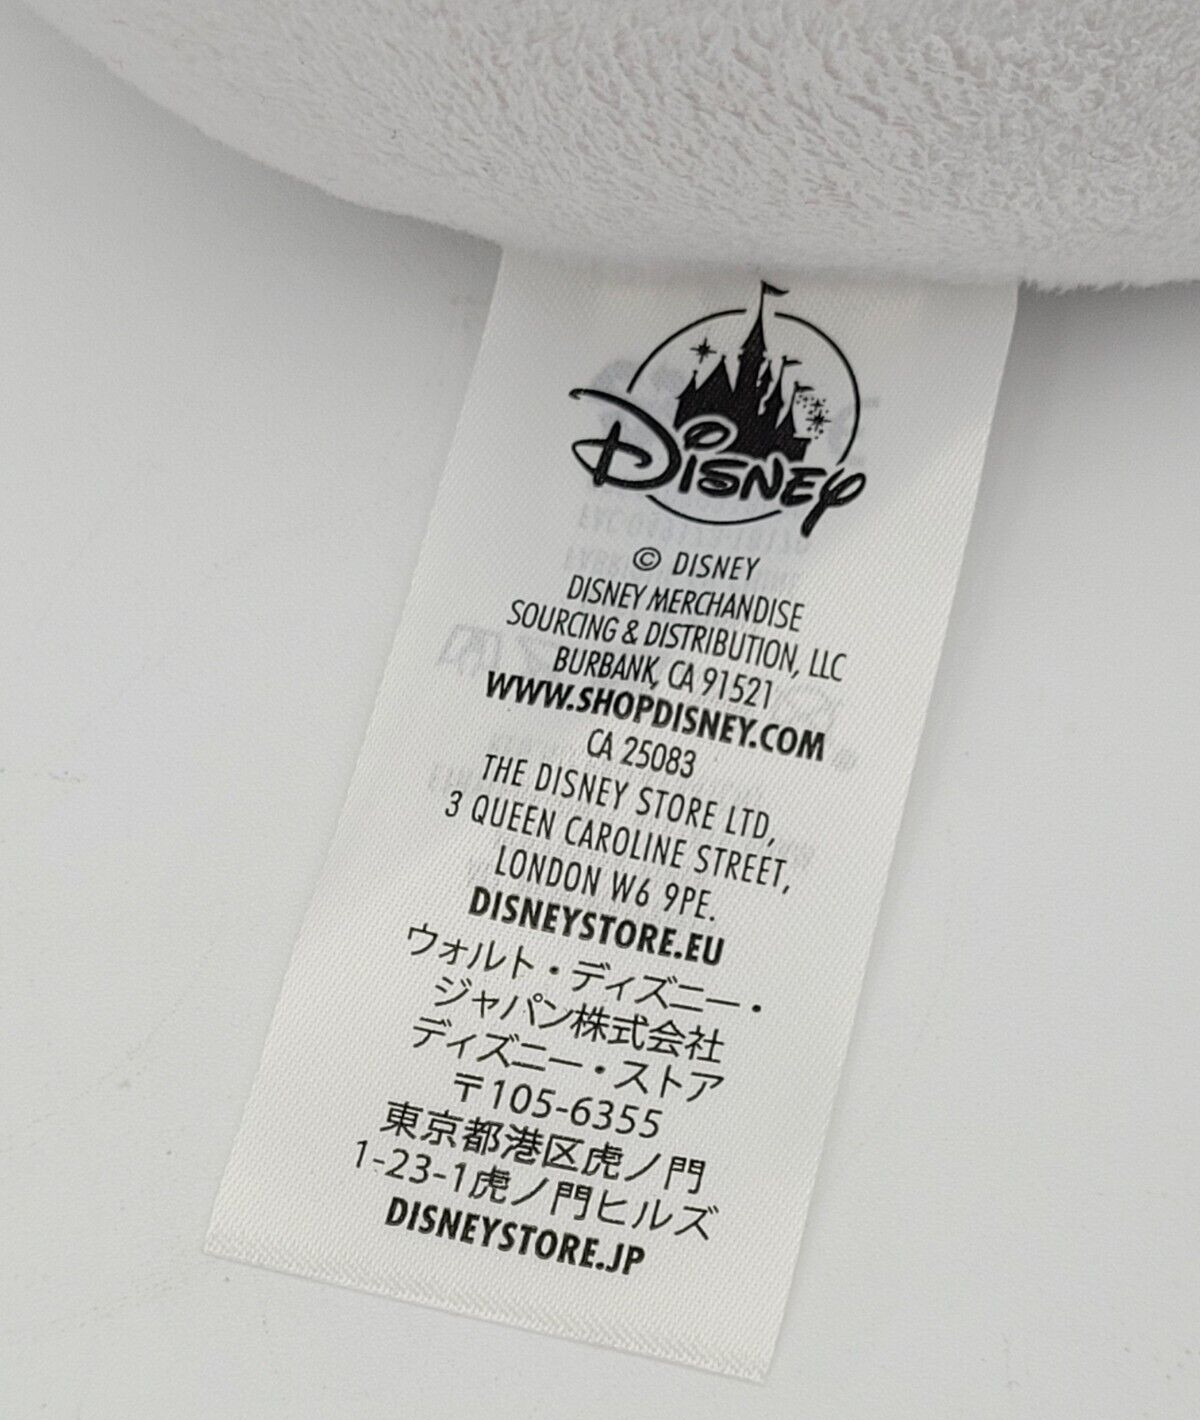 Disney
© DISNEY
DISNEY MERCHANDISE
SOURCING & DISTRIBUTION, LLC
BURBANK, CA 91521
WWW.SHOPDISNEY.COM
CA 25083
THE DISNEY STORE LTD,
3 QUEEN CAROLINE STREET,
LONDON W6 9PE.
DISNEYSTORE.EU
ウォルト・ディズニー・
ジャパン株式会社
ディズニー・ストア
〒105-6355
東京都港区虎ノ門
1-23-1虎ノ門ヒルズ
DISNEYSTORE.JP